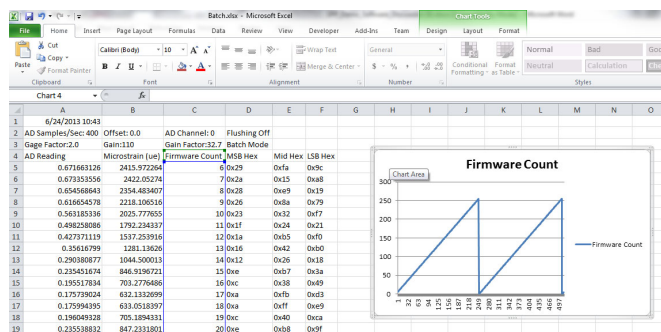 Batch.xlsx - Microsoft Excel
Chart Tools
File Home Insert Page Layout Formulas Data Review View Developer Add-Ins Team Design Layout Format
Cut
Copy
Format Painter
Paste
Clipboard
Calibri (Body) 10
B I U
Font
Wrap Text
Merge & Center
Alignment
General
$ % ,
Number
Conditional Formatting
Format as Table
Normal Bad Goo
Neutral Calculation Che
Styles
Chart 4 fx
A B C D E F G H I J K L M N O
1 6/24/2013 10:43
2 AD Samples/Sec: 400 Offset: 0.0 AD Channel: 0 Flushing Off
3 Gage Factor:2.0 Gain:110 Gain Factor:32.7 Batch Mode
4 AD Reading Microstrain (ue) Firmware Count MSB Hex Mid Hex LSB Hex
5 0.671663126 2415.972264 6 0x29 0xfa 0x9c
6 0.673353556 2422.05274 7 0x2a 0x15 0xa8
7 0.654568643 2354.483407 8 0x28 0xe9 0x19
8 0.616654578 2218.106516 9 0x26 0x8a 0x79
9 0.563185336 2025.777655 10 0x23 0x32 0xf7
10 0.498258086 1792.234337 11 0x1f 0x24 0x21
11 0.427371119 1537.253916 12 0x1a 0xb5 0xf0
12 0.35616799 1281.13626 13 0x16 0x42 0xb0
13 0.290380877 1044.500013 14 0x12 0x26 0x18
14 0.235451674 846.9196721 15 0xe 0xb7 0x3a
15 0.195517834 703.2776486 16 0xc 0x38 0x49
16 0.175739024 632.1332699 17 0xa 0xfb 0xd3
17 0.175994395 633.0518397 18 0xa 0xff 0xe9
18 0.196049328 705.1894331 19 0xc 0x40 0xca
19 0.235538832 847.2331801 20 0xe 0xb8 0x9f
Firmware Count
Chart Area
300
250
200
150
100
50
0
1 32 63 94 125 156 187 218 249 280 311 342 373 404 435 466 497
Firmware Count